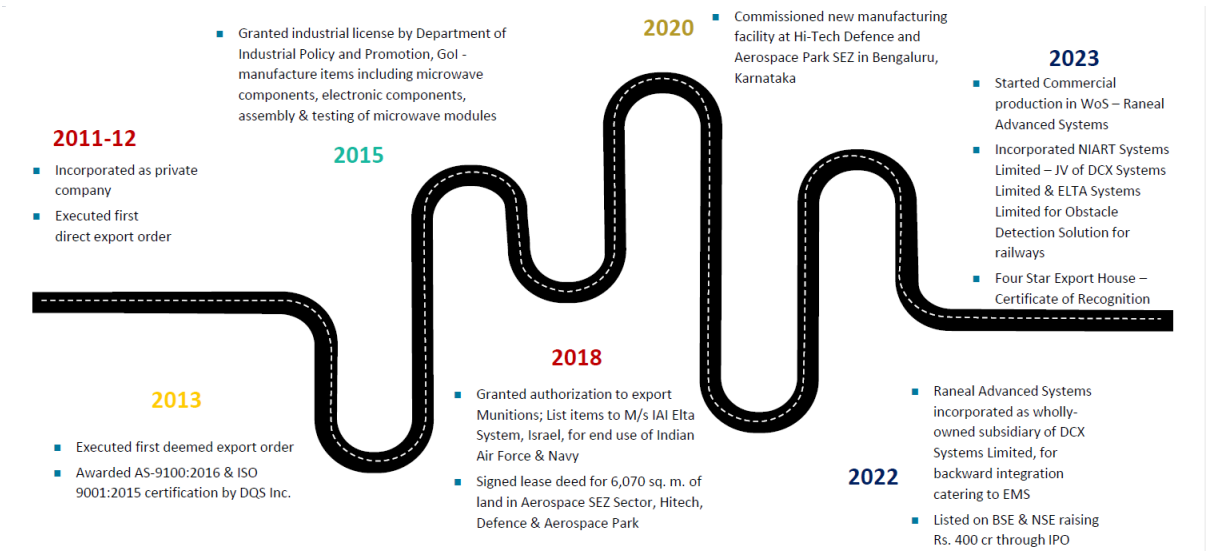 2011-12
Incorporated as private
company
Executed first
direct export order
2013
Executed first deemed export order
Awarded AS-9100:2016 & ISO
9001:2015 certification by DQS Inc.
Granted industrial license by Department of
Industrial Policy and Promotion, GoI -
manufacture items including microwave
components, electronic components,
assembly & testing of microwave modules
2015
2018
Granted authorization to export
Munitions; List items to M/s IAI Elta
System, Israel, for end use of Indian
Air Force & Navy
Signed lease deed for 6,070 sq. m. of
land in Aerospace SEZ Sector, Hitech,
Defence & Aerospace Park
2020
Commissioned new manufacturing
facility at Hi-Tech Defence and
Aerospace Park SEZ in Bengaluru,
Karnataka
2022
Raneal Advanced Systems
incorporated as wholly-
owned subsidiary of DCX
Systems Limited, for
backward integration
catering to EMS
Listed on BSE & NSE raising
Rs. 400 cr through IPO
2023
Started Commercial
production in WoS – Raneal
Advanced Systems
Incorporated NIART Systems
Limited – JV of DCX Systems
Limited & ELTA Systems
Limited for Obstacle
Detection Solution for
railways
Four Star Export House –
Certificate of Recognition